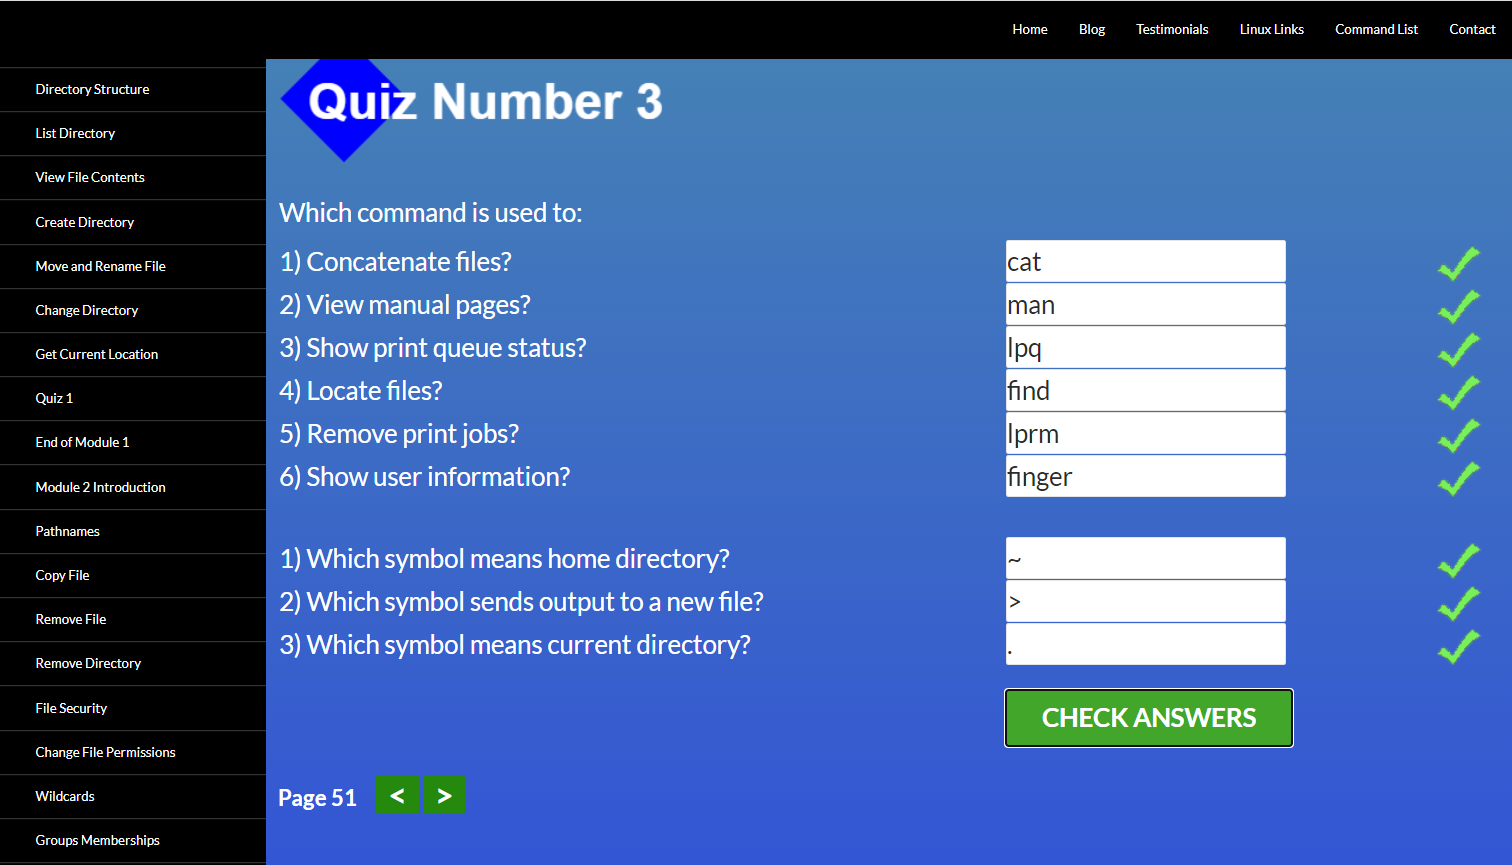 Home Blog Testimonials Linux Links Command List Contact
Directory Structure
List Directory
View File Contents
Create Directory
Move and Rename File
Change Directory
Get Current Location
Quiz 1
End of Module 1
Module 2 Introduction
Pathnames
Copy File
Remove File
Remove Directory
File Security
Change File Permissions
Wildcards
Groups Memberships
Quiz Number 3
Which command is used to:
1) Concatenate files? cat
2) View manual pages? man
3) Show print queue status? lpq
4) Locate files? find
5) Remove print jobs? lprm
6) Show user information? finger
1) Which symbol means home directory? ~
2) Which symbol sends output to a new file? >
3) Which symbol means current directory? .
CHECK ANSWERS
Page 51 < >